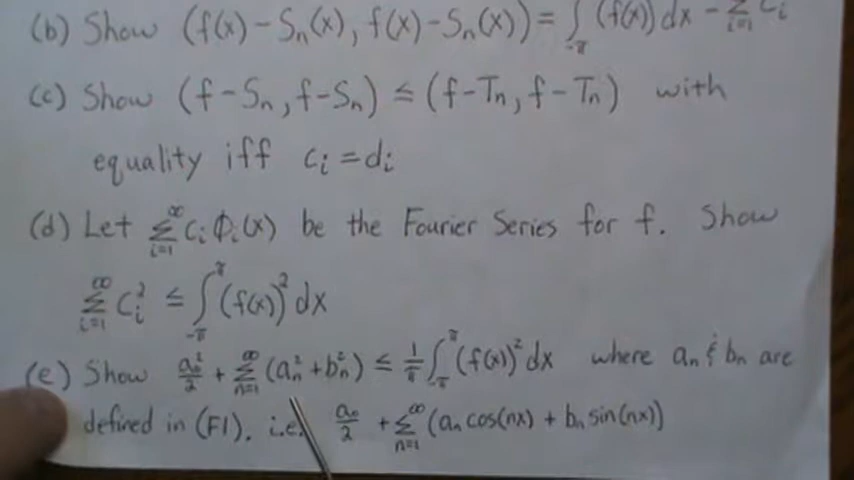 (b) Show (f(x) - Sₙ(x), f(x) - Sₙ(x)) = ∫_{-π} (f(x)) dx - Σ_{i=1} cᵢ
(c) Show (f - Sₙ, f - Sₙ) ≤ (f - Tₙ, f - Tₙ) with
equality iff cᵢ = dᵢ
(d) Let Σ_{i=1}^{∞} cᵢ Φᵢ(x) be the Fourier Series for f. Show
Σ_{i=1}^{∞} cᵢ² ≤ ∫_{-π}^{π} (f(x))² dx
(e) Show a₀²/2 + Σ_{n=1}^{∞} (aₙ² + bₙ²) ≤ 1/π ∫_{-π}^{π} (f(x))² dx where aₙ & bₙ are
defined in (F1). i.e. a₀/2 + Σ_{n=1}^{∞} (aₙ cos(nx) + bₙ sin(nx))